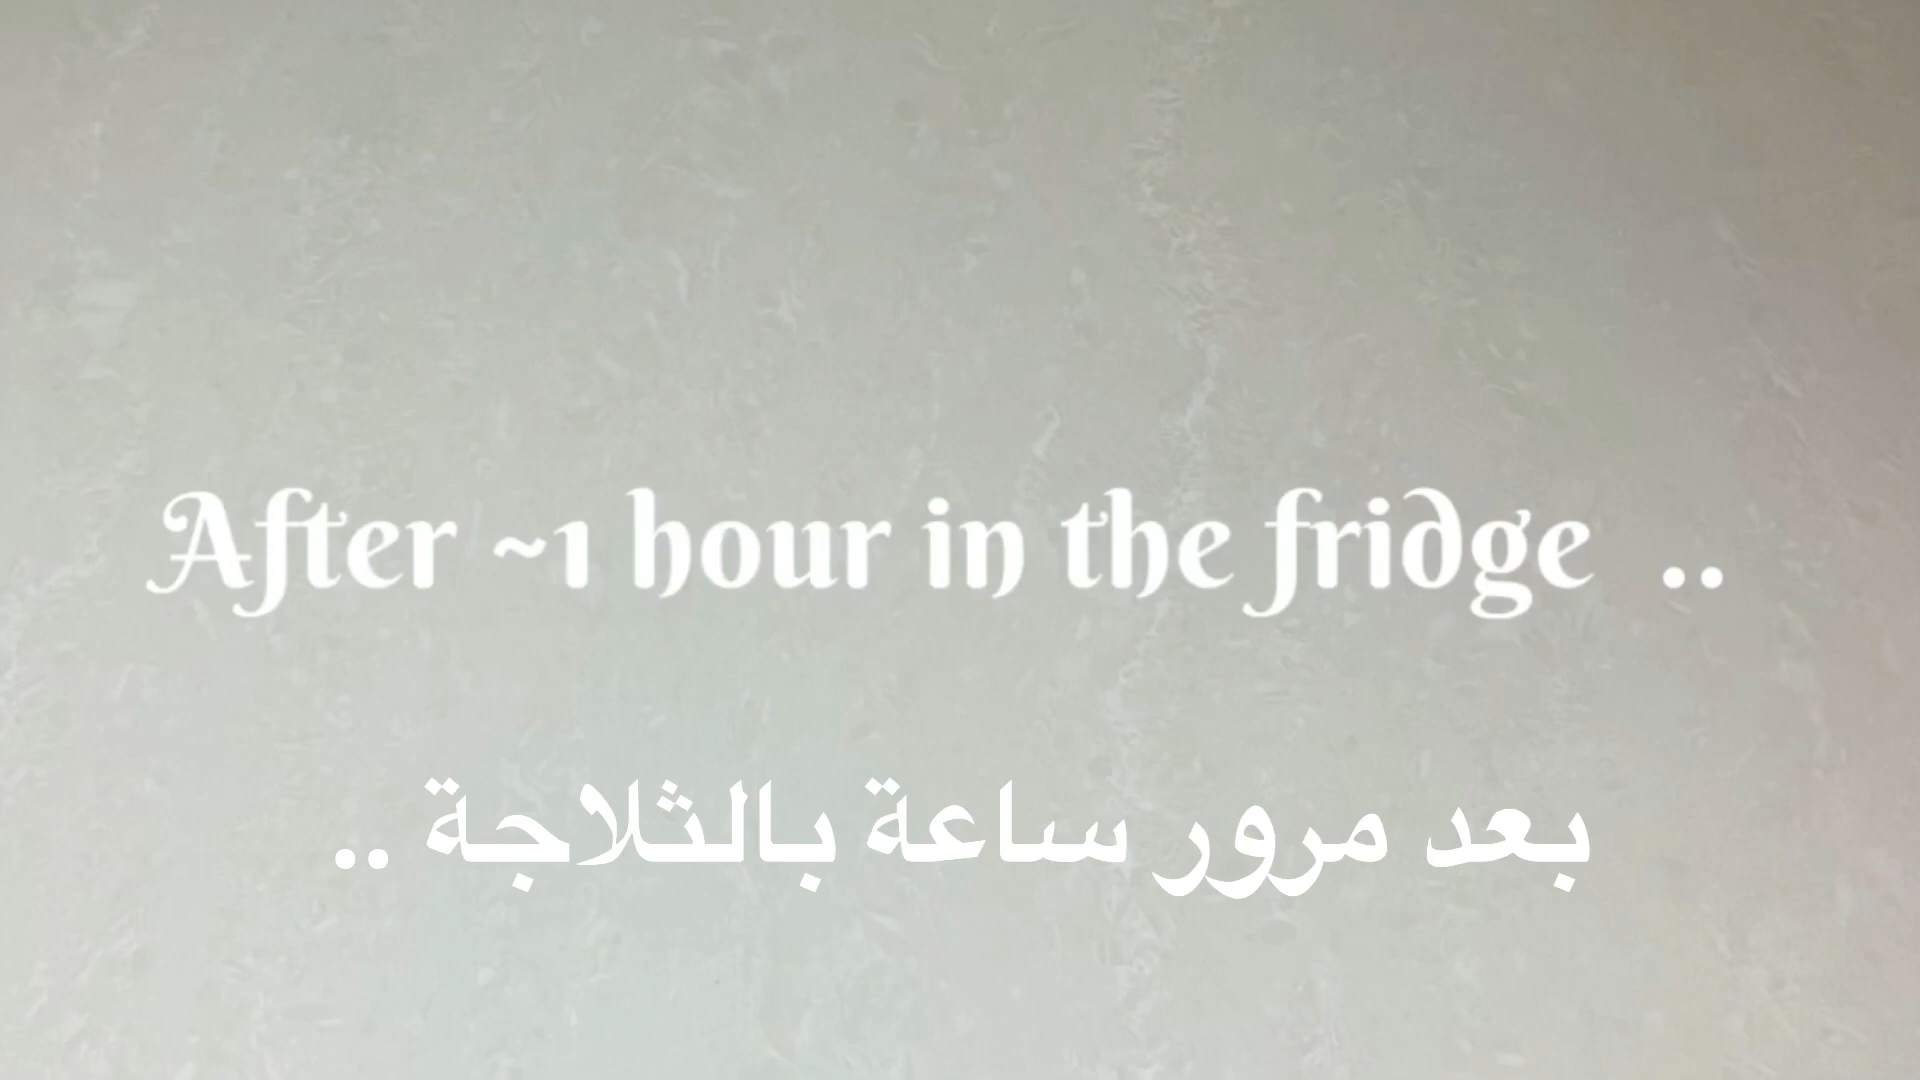 After ~1 hour in the fridge ..
بعد مرور ساعة بالثلاجة ..